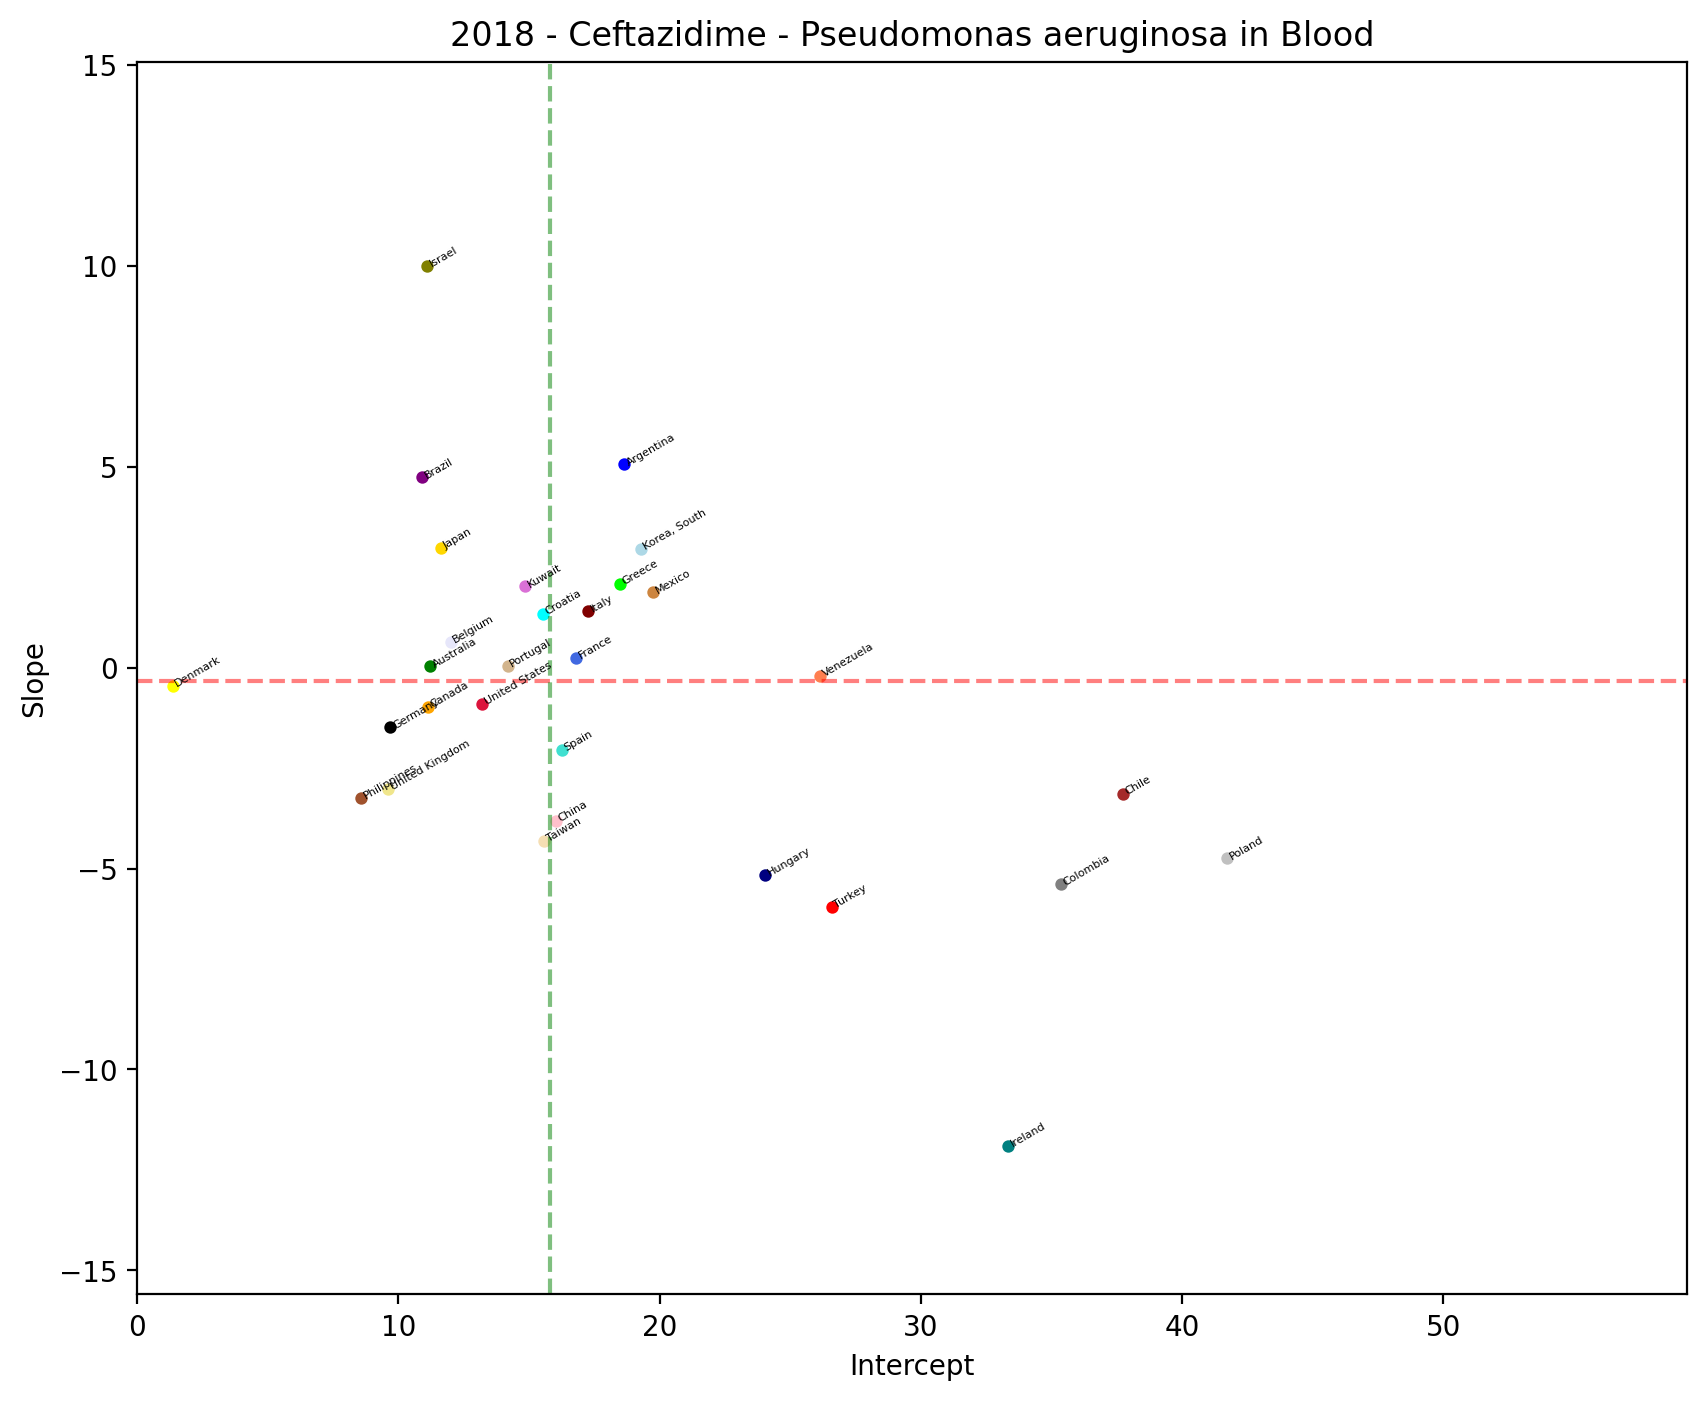 2018 - Ceftazidime - Pseudomonas aeruginosa in Blood
15
10
5
0
−5
−10
−15
Slope
Israel
Argentina
Brazil
Korea, South
Japan
Greece
Mexico
Kuwait
Croatia
Italy
Belgium
Australia
Portugal
France
Denmark
Venezuela
United States
Canada
Germany
Spain
United Kingdom
Philippines
Chile
China
Taiwan
Poland
Hungary
Colombia
Turkey
Ireland
0
10
20
30
40
50
Intercept